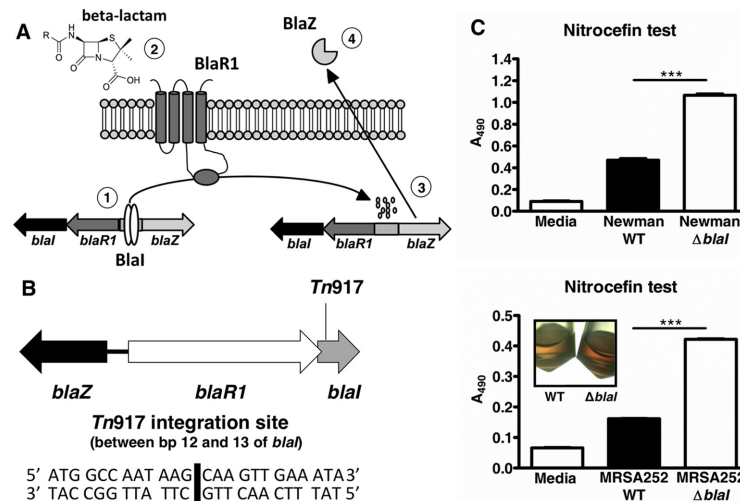 A
beta-lactam
R
H
N
S
O
N
O
O
OH
2
BlaR1
BlaZ
4
1
3
blaI
blaR1
blaZ
BlaI
blaI
blaR1
blaZ
B
Tn917
blaZ
blaR1
blaI
Tn917 integration site
(between bp 12 and 13 of blaI)
5’ ATG GCC AAT AAG CAA GTT GAA ATA 3’
3’ TAC CGG TTA TTC GTT CAA CTT TAT 5’
C
Nitrocefin test
***
A490
1.4
1.2
1.0
0.8
0.6
0.4
0.2
0.0
Media
Newman
WT
Newman
ΔblaI
Nitrocefin test
***
A490
0.5
0.4
0.3
0.2
0.1
0.0
WT
ΔblaI
Media
MRSA252
WT
MRSA252
ΔblaI